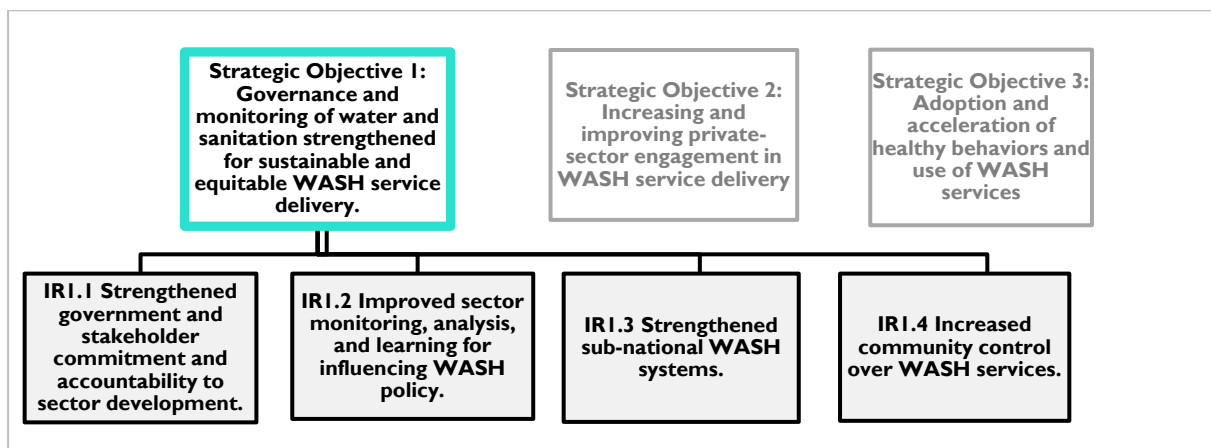 Strategic Objective 1:
Governance and
monitoring of water and
sanitation strengthened
for sustainable and
equitable WASH service
delivery.
Strategic Objective 2:
Increasing and
improving private-
sector engagement in
WASH service delivery
Strategic Objective 3:
Adoption and
acceleration of
healthy behaviors and
use of WASH
services
IR1.1 Strengthened
government and
stakeholder
commitment and
accountability to
sector development.
IR1.2 Improved sector
monitoring, analysis,
and learning for
influencing WASH
policy.
IR1.3 Strengthened
sub-national WASH
systems.
IR1.4 Increased
community control
over WASH services.